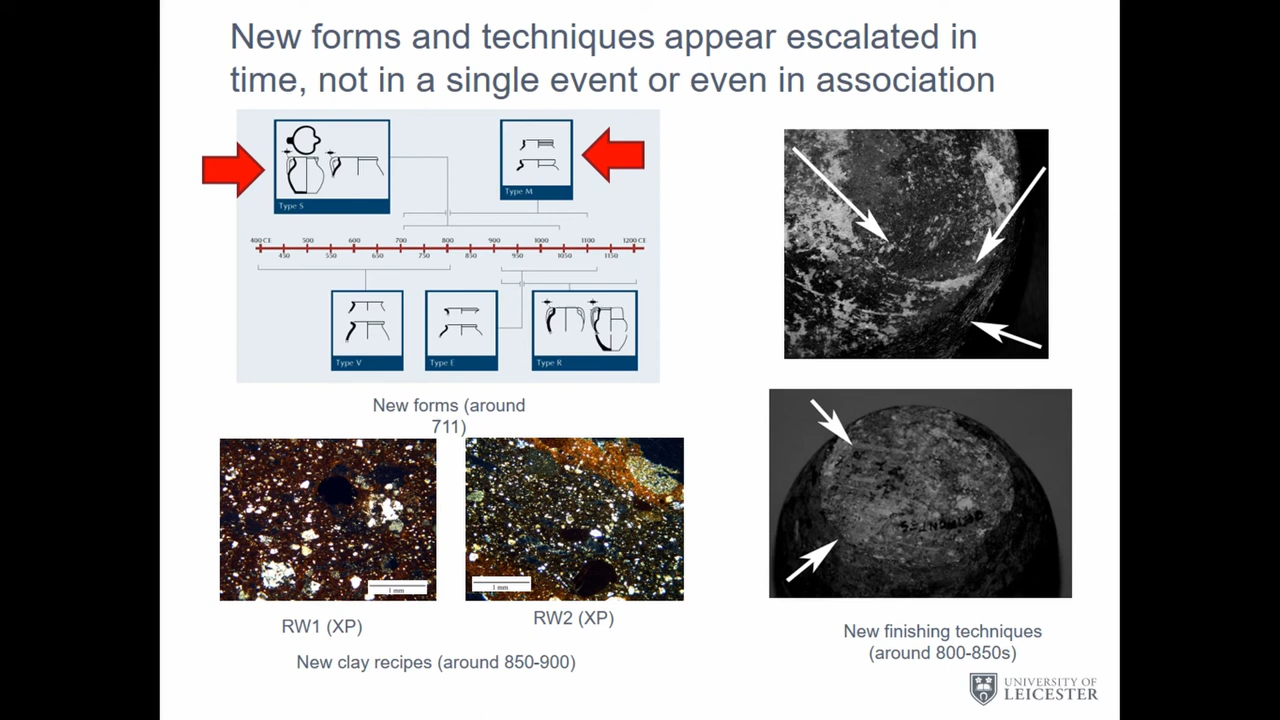 New forms and techniques appear escalated in
time, not in a single event or even in association
Type S
Type M
400 CE 500 600 700 800 900 1000 1100 1200 CE
450 550 650 750 850 950 1050 1150
Type V
Type E
Type R
New forms (around
711)
1 mm
1 mm
RW1 (XP)
RW2 (XP)
New clay recipes (around 850-900)
New finishing techniques
(around 800-850s)
UNIVERSITY OF
LEICESTER